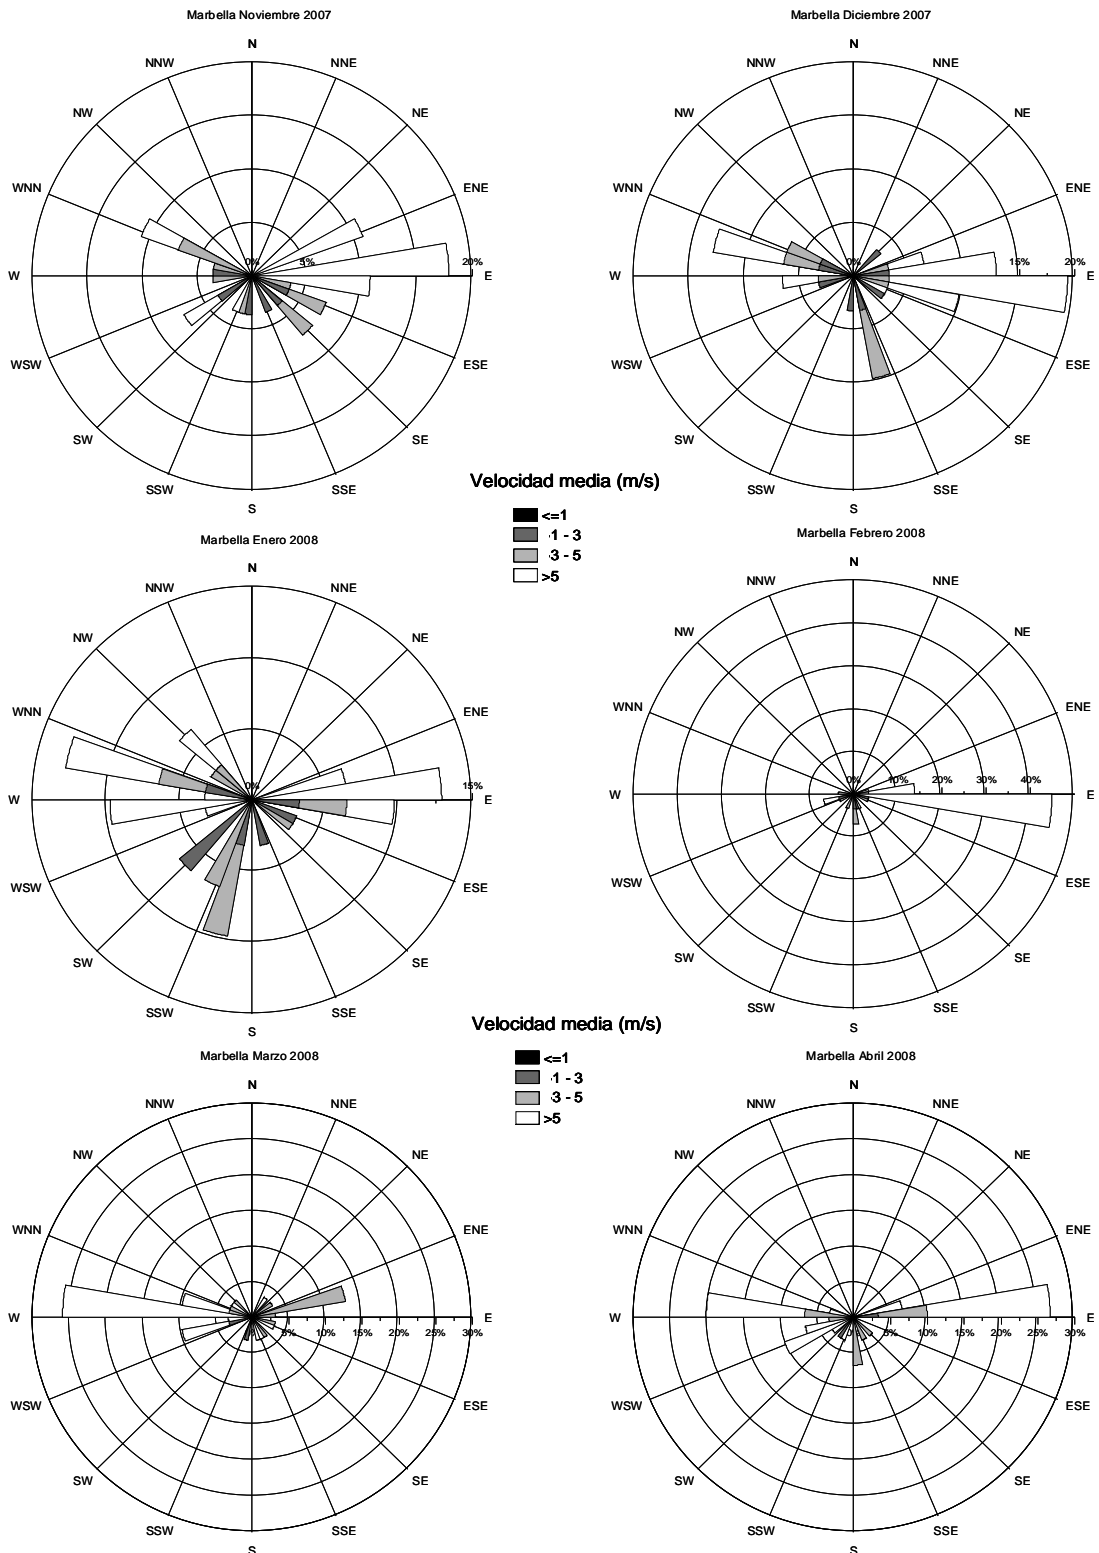 Marbella Noviembre 2007
N
NNW NNE
NW NE
WNN ENE
0% 5% 20%
W E
WSW ESE
SW SE
SSW SSE
S
Marbella Diciembre 2007
N
NNW NNE
NW NE
WNN ENE
0% 15% 20%
W E
WSW ESE
SW SE
SSW SSE
S
Velocidad media (m/s)
<=1
1 - 3
3 - 5
>5
Marbella Enero 2008
N
NNW NNE
NW NE
WNN ENE
0% 15%
W E
WSW ESE
SW SE
SSW SSE
S
Marbella Febrero 2008
N
NNW NNE
NW NE
WNN ENE
0% 10% 20% 30% 40%
W E
WSW ESE
SW SE
SSW SSE
S
Velocidad media (m/s)
<=1
1 - 3
3 - 5
>5
Marbella Marzo 2008
N
NNW NNE
NW NE
WNN ENE
W E
5% 10% 15% 20% 25% 30%
WSW ESE
SW SE
SSW SSE
S
Marbella Abril 2008
N
NNW NNE
NW NE
WNN ENE
W E
0% 5% 10% 15% 20% 25% 30%
WSW ESE
SW SE
SSW SSE
S